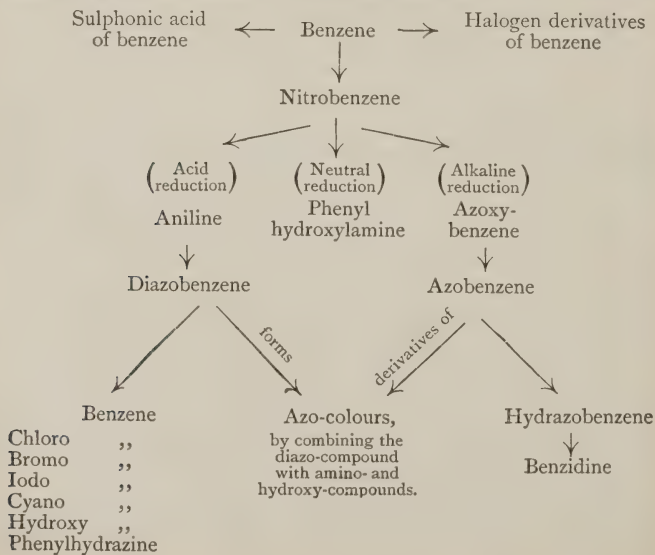 Sulphonic acid
of benzene
Benzene
Halogen derivatives
of benzene
Nitrobenzene
(Acid
reduction)
Aniline
(Neutral
reduction)
Phenyl
hydroxylamine
(Alkaline
reduction)
Azoxy-
benzene
Diazobenzene
Azobenzene
forms
derivatives of
Benzene
Chloro ,,
Bromo ,,
Iodo ,,
Cyano ,,
Hydroxy ,,
Phenylhydrazine
Azo-colours,
by combining the
diazo-compound
with amino- and
hydroxy-compounds.
Hydrazobenzene
Benzidine